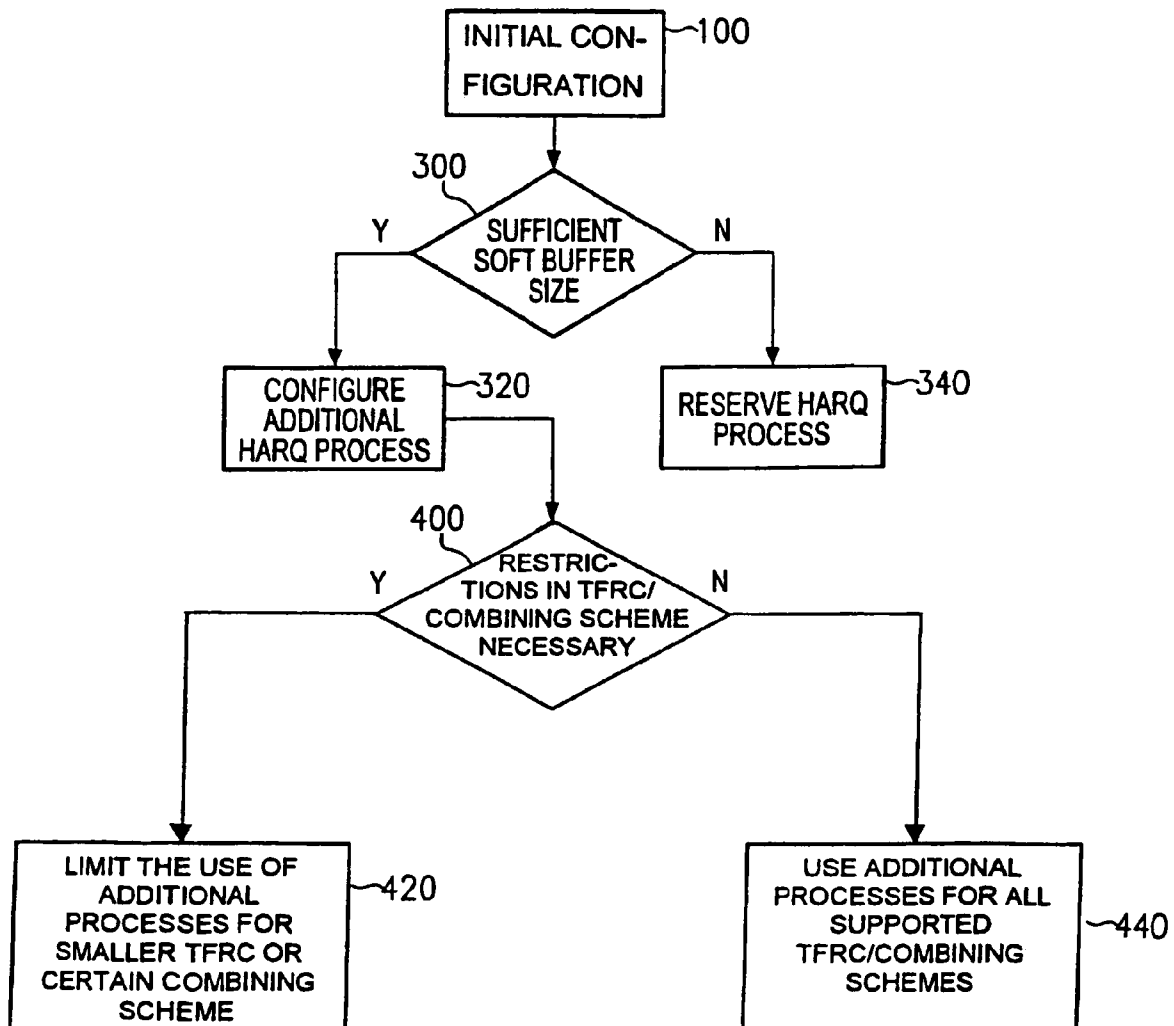 INITIAL CON-
FIGURATION
100
300
Y
SUFFICIENT
SOFT BUFFER
SIZE
N
CONFIGURE
ADDITIONAL
HARQ PROCESS
320
RESERVE HARQ
PROCESS
340
400
Y
RESTRIC-
TIONS IN TFRC/
COMBINING SCHEME
NECESSARY
N
LIMIT THE USE OF
ADDITIONAL
PROCESSES FOR
SMALLER TFRC OR
CERTAIN COMBINING
SCHEME
420
USE ADDITIONAL
PROCESSES FOR ALL
SUPPORTED
TFRC/COMBINING
SCHEMES
440